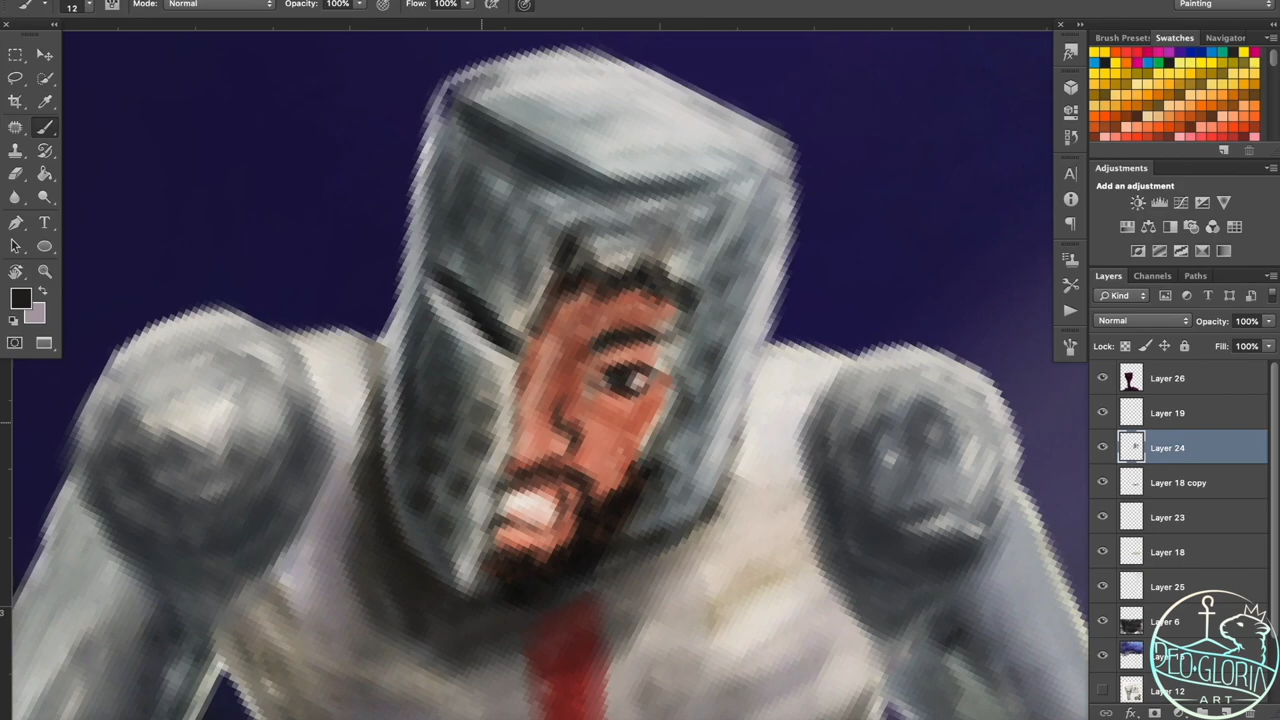 12 Mode: Normal Opacity: 100% Flow: 100% Painting
Brush Presets Swatches Navigator
Adjustments
Add an adjustment
Layers Channels Paths
Kind
Normal Opacity: 100%
Lock: Fill: 100%
Layer 26
Layer 19
Layer 24
Layer 18 copy
Layer 23
Layer 18
Layer 25
Layer 6
Layer 12
3
DEO·GLORIA
ART